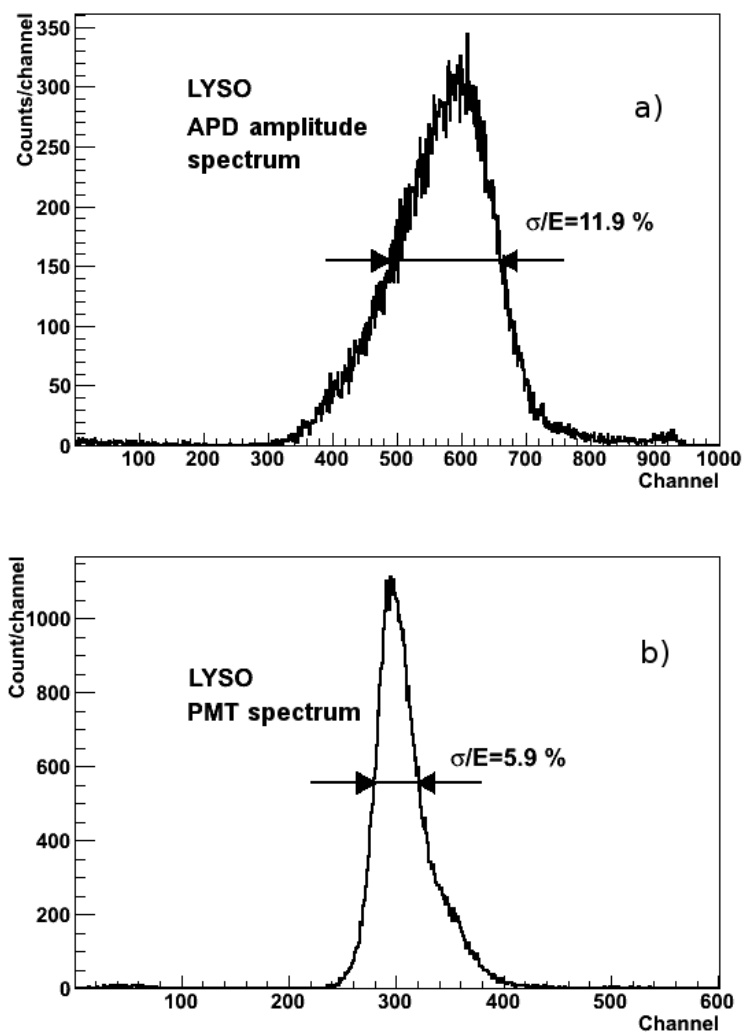 Counts/channel
350
300
250
200
150
100
50
0
LYSO
APD amplitude
spectrum
a)
σ/E=11.9 %
100 200 300 400 500 600 700 800 900 1000
Channel
Count/channel
1000
800
600
400
200
0
LYSO
PMT spectrum
b)
σ/E=5.9 %
100 200 300 400 500 600
Channel